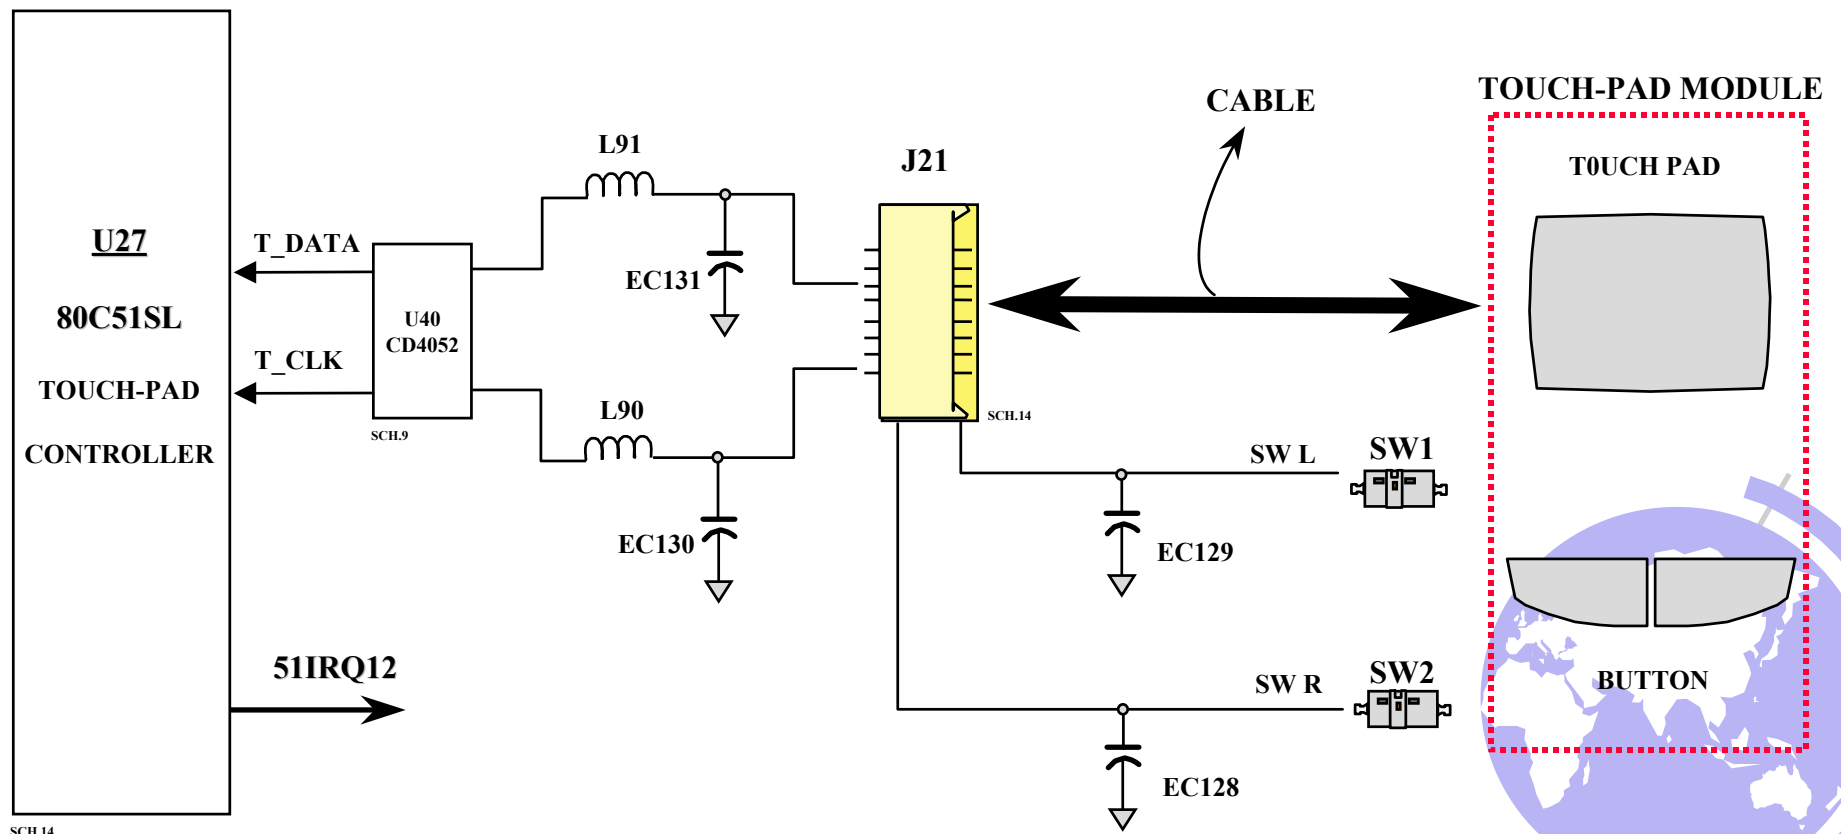 U27
80C51SL
TOUCH-PAD
CONTROLLER
SCH.14
T_DATA
T_CLK
51IRQ12
U40
CD4052
SCH.9
L91
EC131
L90
EC130
J21
SCH.14
CABLE
SW L
SW1
EC129
SW R
SW2
EC128
TOUCH-PAD MODULE
T0UCH PAD
BUTTON